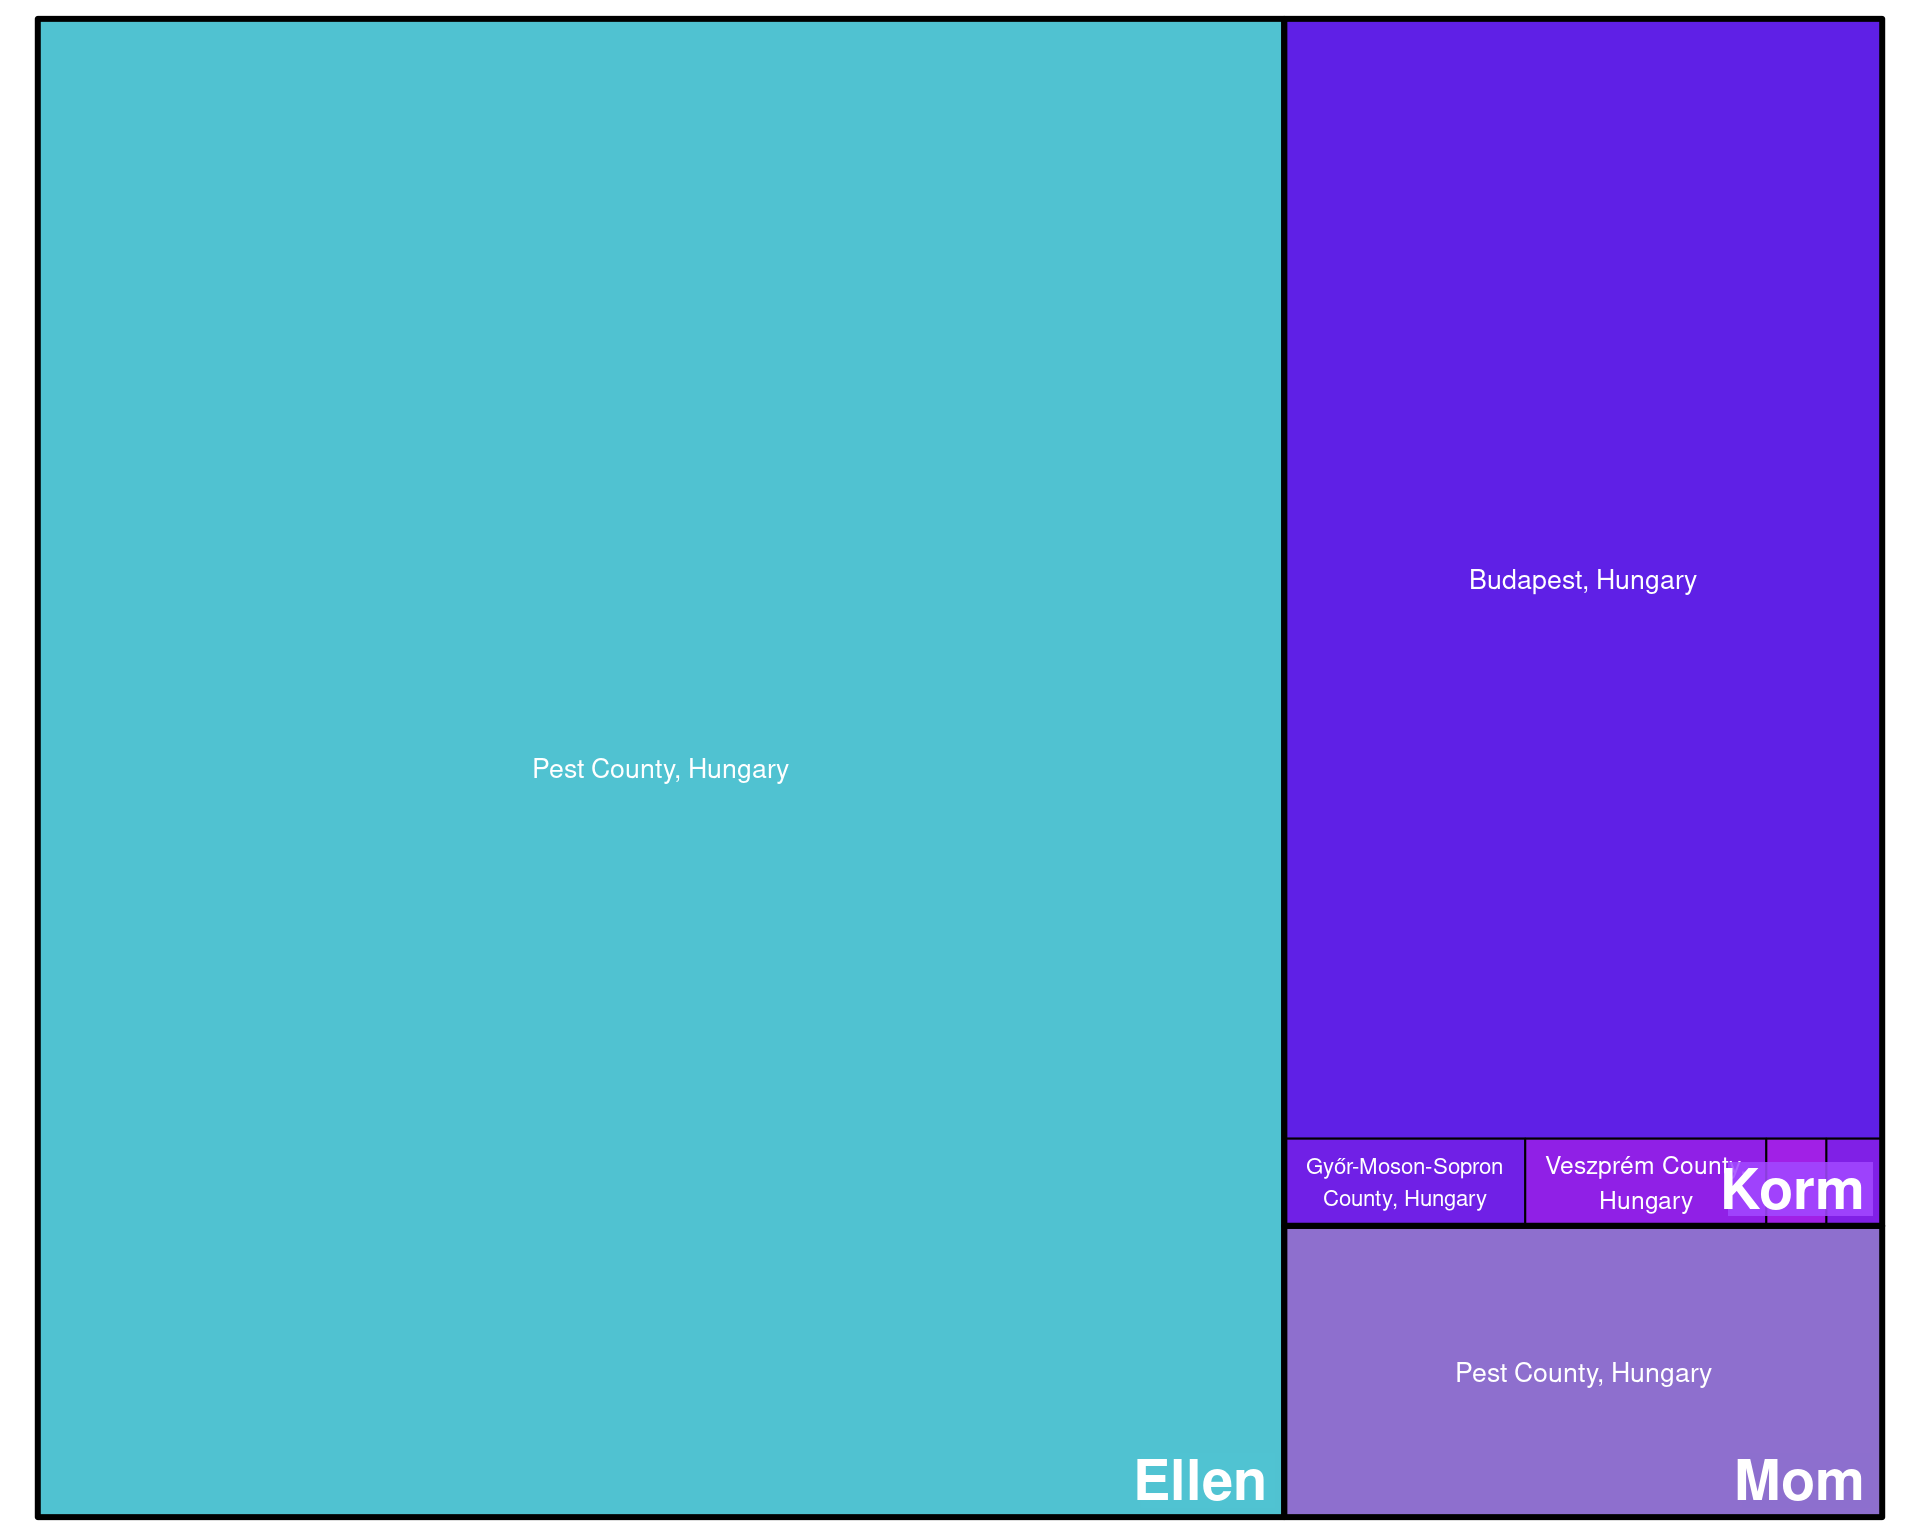 Pest County, Hungary
Ellen
Budapest, Hungary
Győr-Moson-Sopron
County, Hungary
Veszprém County,
Hungary
Korm
Pest County, Hungary
Mom